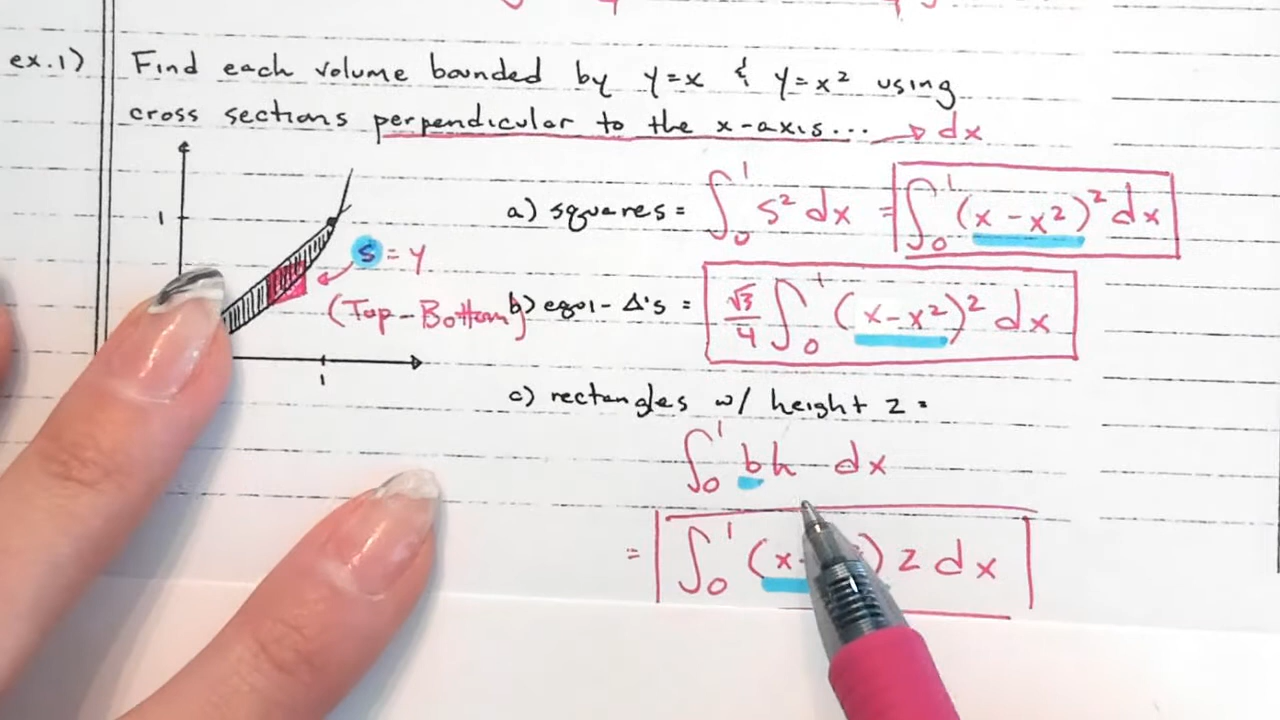 ex.1) Find each volume bounded by y=x & y=x² using
cross sections perpendicular to the x-axis... → dx
1
s = y
(Top - Bottom)
1
a) squares = ∫₀¹ s² dx = ∫₀¹ (x - x²)² dx
b) eqol-Δ's = √3/4 ∫₀¹ (x-x²)² dx
c) rectangles w/ height 2 =
∫₀¹ bh dx
= ∫₀¹ (x ) 2 dx